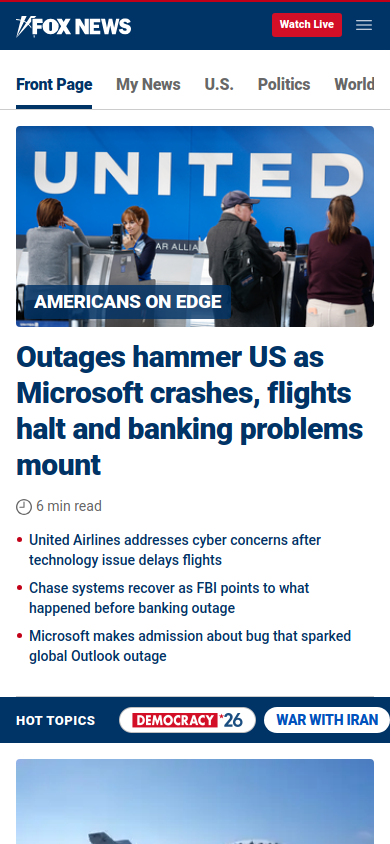 FOX NEWS
Watch Live
Front Page
My News
U.S.
Politics
World
UNITED
AR ALLIA
AMERICANS ON EDGE
Outages hammer US as
Microsoft crashes, flights
halt and banking problems
mount
6 min read
United Airlines addresses cyber concerns after
technology issue delays flights
Chase systems recover as FBI points to what
happened before banking outage
Microsoft makes admission about bug that sparked
global Outlook outage
HOT TOPICS
DEMOCRACY★'26
WAR WITH IRAN